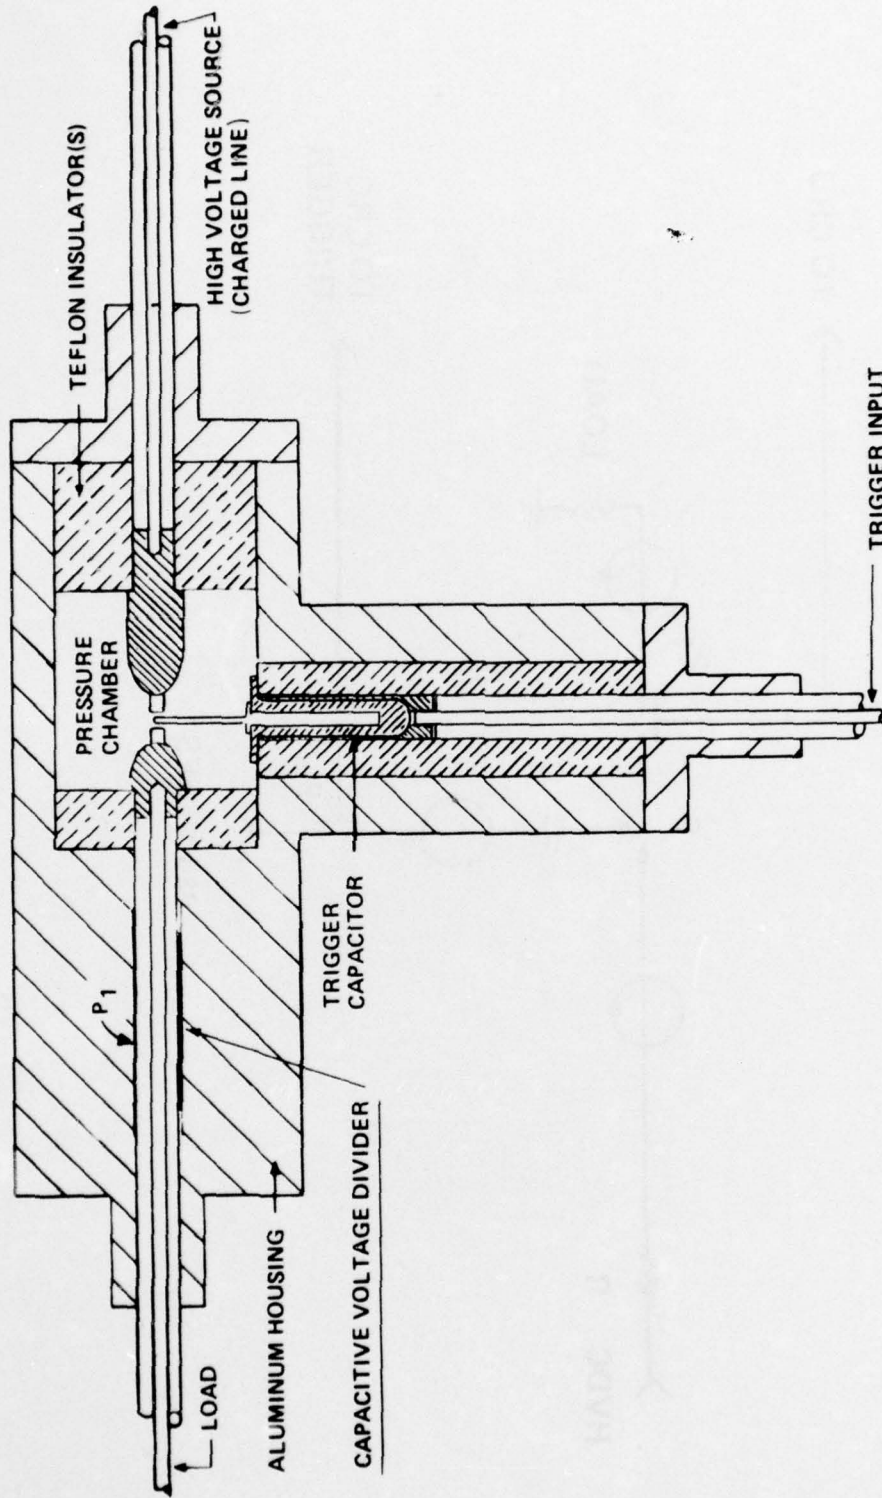 TEFLON INSULATOR(S)
HIGH VOLTAGE SOURCE
(CHARGED LINE)
PRESSURE
CHAMBER
TRIGGER INPUT
TRIGGER
CAPACITOR
P1
CAPACITIVE VOLTAGE DIVIDER
ALUMINUM HOUSING
LOAD